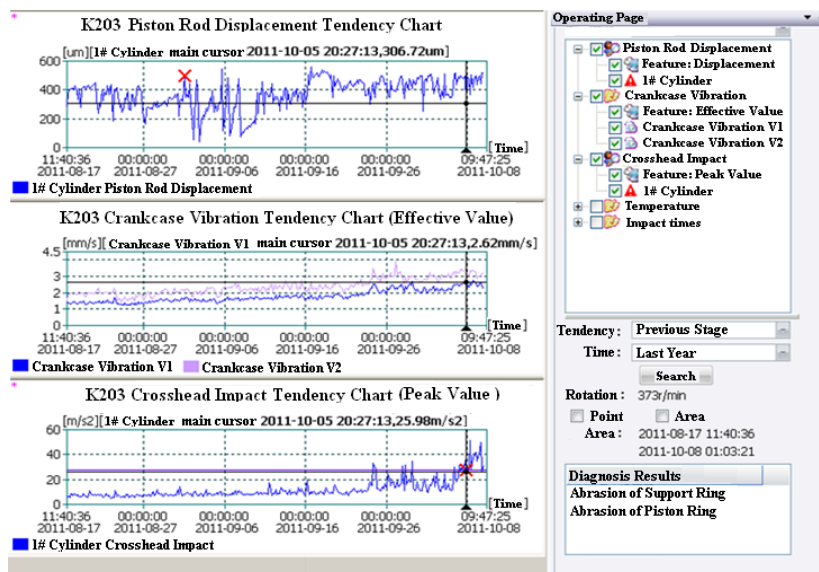 K203 Piston Rod Displacement Tendency Chart
[um][1# Cylinder main cursor 2011-10-05 20:27:13,306.72um]
600
400
200
0
[Time]
11:40:36 00:00:00 00:00:00 00:00:00 00:00:00 09:47:25
2011-08-17 2011-08-27 2011-09-06 2011-09-16 2011-09-26 2011-10-08
1# Cylinder Piston Rod Displacement
K203 Crankcase Vibration Tendency Chart (Effective Value)
[mm/s][ Crankcase Vibration V1 main cursor 2011-10-05 20:27:13,2.62mm/s]
4.5
3
2
1
0
[Time]
11:40:36 00:00:00 00:00:00 00:00:00 00:00:00 09:47:25
2011-08-17 2011-08-27 2011-09-06 2011-09-16 2011-09-26 2011-10-08
Crankcase Vibration V1 Crankcase Vibration V2
K203 Crosshead Impact Tendency Chart (Peak Value )
[m/s2][1# Cylinder main cursor 2011-10-05 20:27:13,25.98m/s2]
60
40
20
0
[Time]
11:40:36 00:00:00 00:00:00 00:00:00 00:00:00 09:47:25
2011-08-17 2011-08-27 2011-09-06 2011-09-16 2011-09-26 2011-10-08
1# Cylinder Crosshead Impact
Operating Page
Piston Rod Displacement
Feature: Displacement
1# Cylinder
Crankcase Vibration
Feature: Effective Value
Crankcase Vibration V1
Crankcase Vibration V2
Crosshead Impact
Feature: Peak Value
1# Cylinder
Temperature
Impact times
Tendency: Previous Stage
Time: Last Year
Search
Rotation: 373r/min
Point Area
Area: 2011-08-17 11:40:36
2011-10-08 01:03:21
Diagnosis Results
Abrasion of Support Ring
Abrasion of Piston Ring